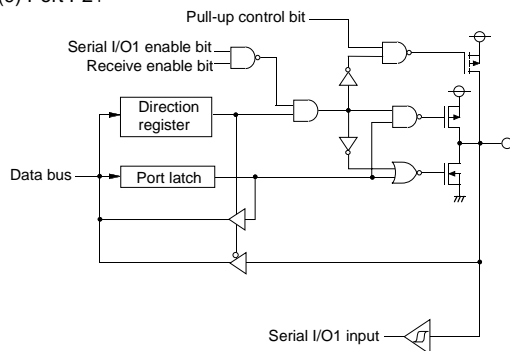 Pull-up control bit
Serial I/O1 enable bit
Receive enable bit
Direction
register
Data bus
Port latch
Serial I/O1 input